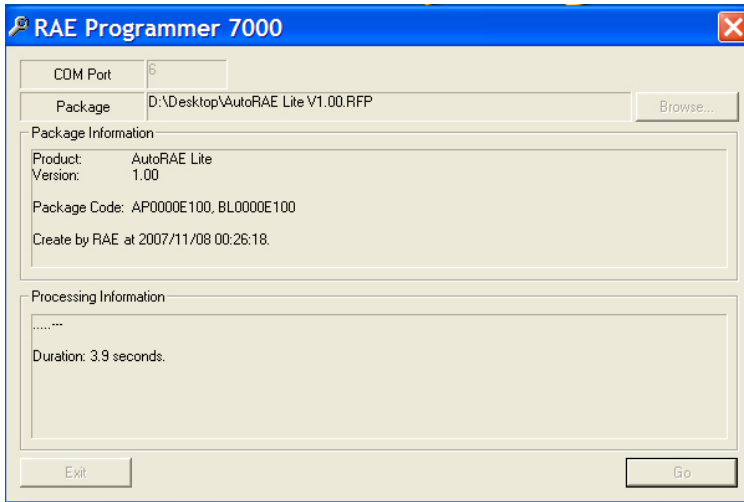 RAE Programmer 7000
COM Port 6
Package D:\Desktop\AutoRAE Lite V1.00.RFP Browse...
Package Information
Product: AutoRAE Lite
Version: 1.00
Package Code: AP0000E100, BL0000E100
Create by RAE at 2007/11/08 00:26:18.
Processing Information
.....---
Duration: 3.9 seconds.
Exit Go